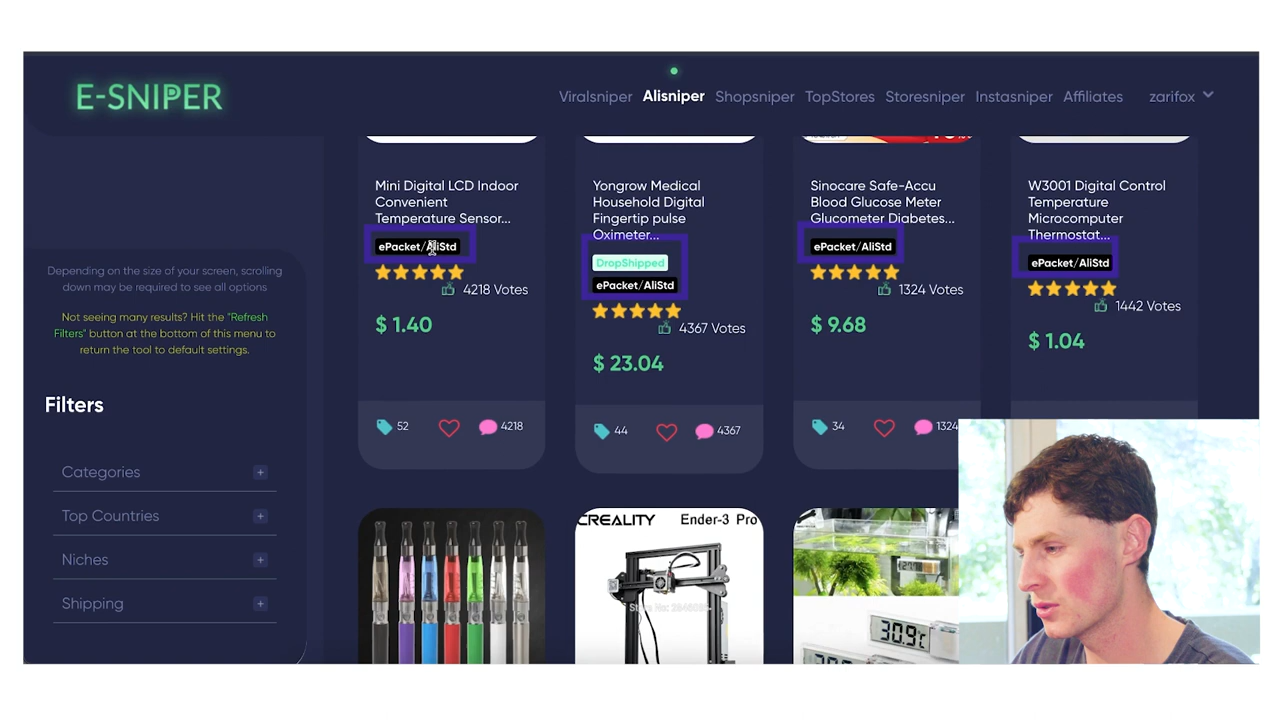 E-SNIPER
Viralsniper Alisniper Shopsniper TopStores Storesniper Instasniper Affiliates zarifox
Depending on the size of your screen, scrolling
down may be required to see all options
Not seeing many results? Hit the "Refresh
Filters" button at the bottom of this menu to
return the tool to default settings.
Filters
Categories +
Top Countries +
Niches +
Shipping +
Mini Digital LCD Indoor
Convenient
Temperature Sensor...
ePacket/AliStd
4218 Votes
$ 1.40
52 4218
Yongrow Medical
Household Digital
Fingertip pulse
Oximeter...
DropShipped
ePacket/AliStd
4367 Votes
$ 23.04
44 4367
Sinocare Safe-Accu
Blood Glucose Meter
Glucometer Diabetes...
ePacket/AliStd
1324 Votes
$ 9.68
34 1324
W3001 Digital Control
Temperature
Microcomputer
Thermostat...
ePacket/AliStd
1442 Votes
$ 1.04
CREALITY Ender-3 Pro
Store No:
30.9c